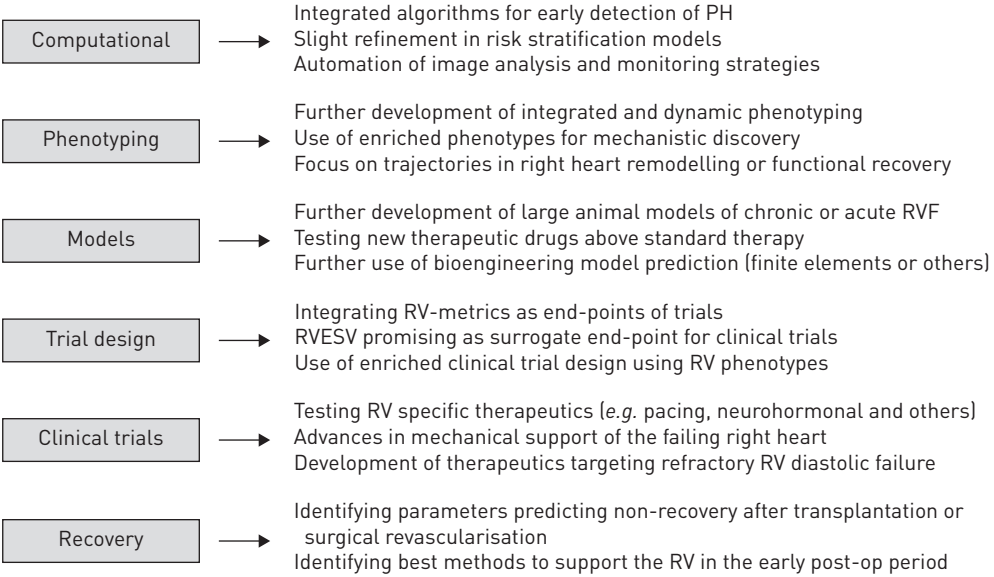 Computational
Integrated algorithms for early detection of PH
Slight refinement in risk stratification models
Automation of image analysis and monitoring strategies
Phenotyping
Further development of integrated and dynamic phenotyping
Use of enriched phenotypes for mechanistic discovery
Focus on trajectories in right heart remodelling or functional recovery
Models
Further development of large animal models of chronic or acute RVF
Testing new therapeutic drugs above standard therapy
Further use of bioengineering model prediction (finite elements or others)
Trial design
Integrating RV-metrics as end-points of trials
RVESV promising as surrogate end-point for clinical trials
Use of enriched clinical trial design using RV phenotypes
Clinical trials
Testing RV specific therapeutics (e.g. pacing, neurohormonal and others)
Advances in mechanical support of the failing right heart
Development of therapeutics targeting refractory RV diastolic failure
Recovery
Identifying parameters predicting non-recovery after transplantation or
surgical revascularisation
Identifying best methods to support the RV in the early post-op period